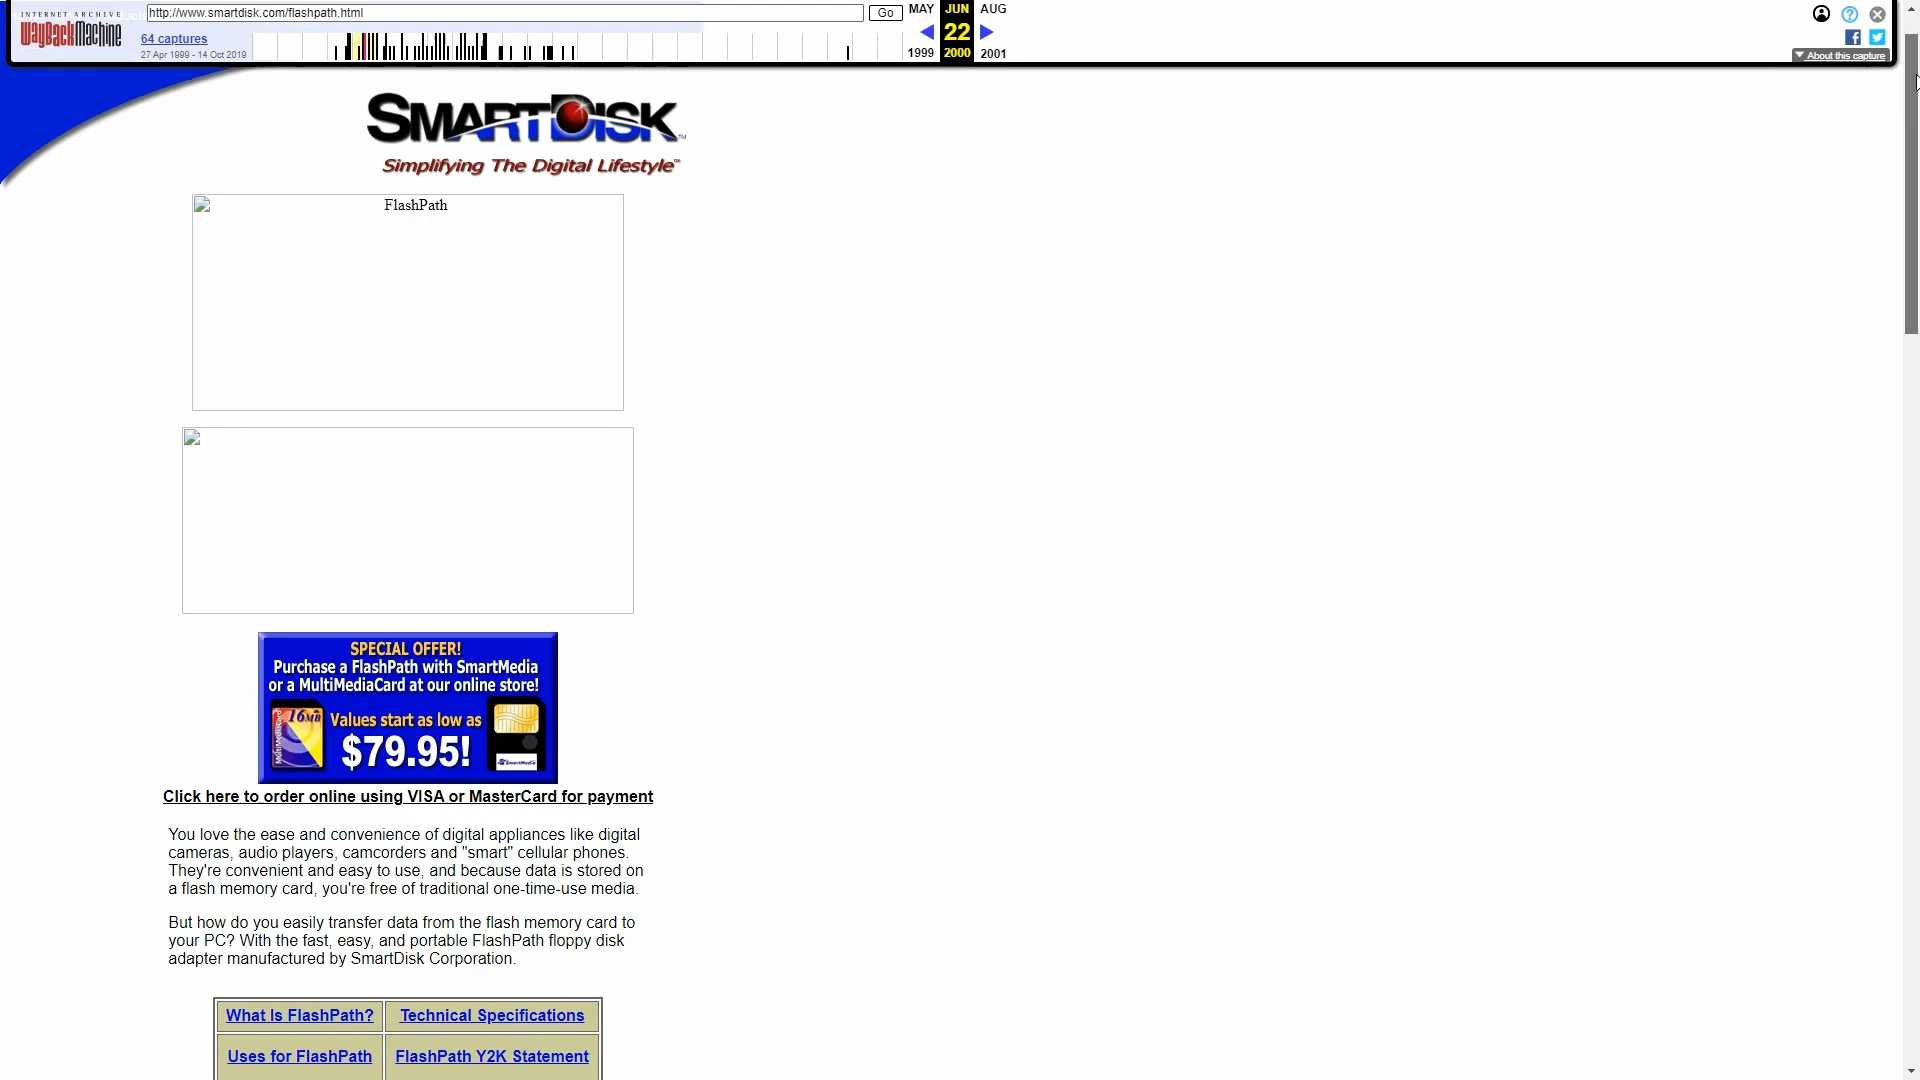 INTERNET ARCHIVE
WayBackMachine
http://www.smartdisk.com/flashpath.html
Go
64 captures
27 Apr 1999 - 14 Oct 2019
MAY JUN AUG
22
1999 2000 2001
About this capture
SMARTDISK™
Simplifying The Digital Lifestyle™
FlashPath
SPECIAL OFFER!
Purchase a FlashPath with SmartMedia
or a MultiMediaCard at our online store!
16MB
MultiMediaCard
Values start as low as
$79.95!
SmartMedia
Click here to order online using VISA or MasterCard for payment
You love the ease and convenience of digital appliances like digital
cameras, audio players, camcorders and "smart" cellular phones.
They're convenient and easy to use, and because data is stored on
a flash memory card, you're free of traditional one-time-use media.
But how do you easily transfer data from the flash memory card to
your PC? With the fast, easy, and portable FlashPath floppy disk
adapter manufactured by SmartDisk Corporation.
What Is FlashPath? Technical Specifications
Uses for FlashPath FlashPath Y2K Statement